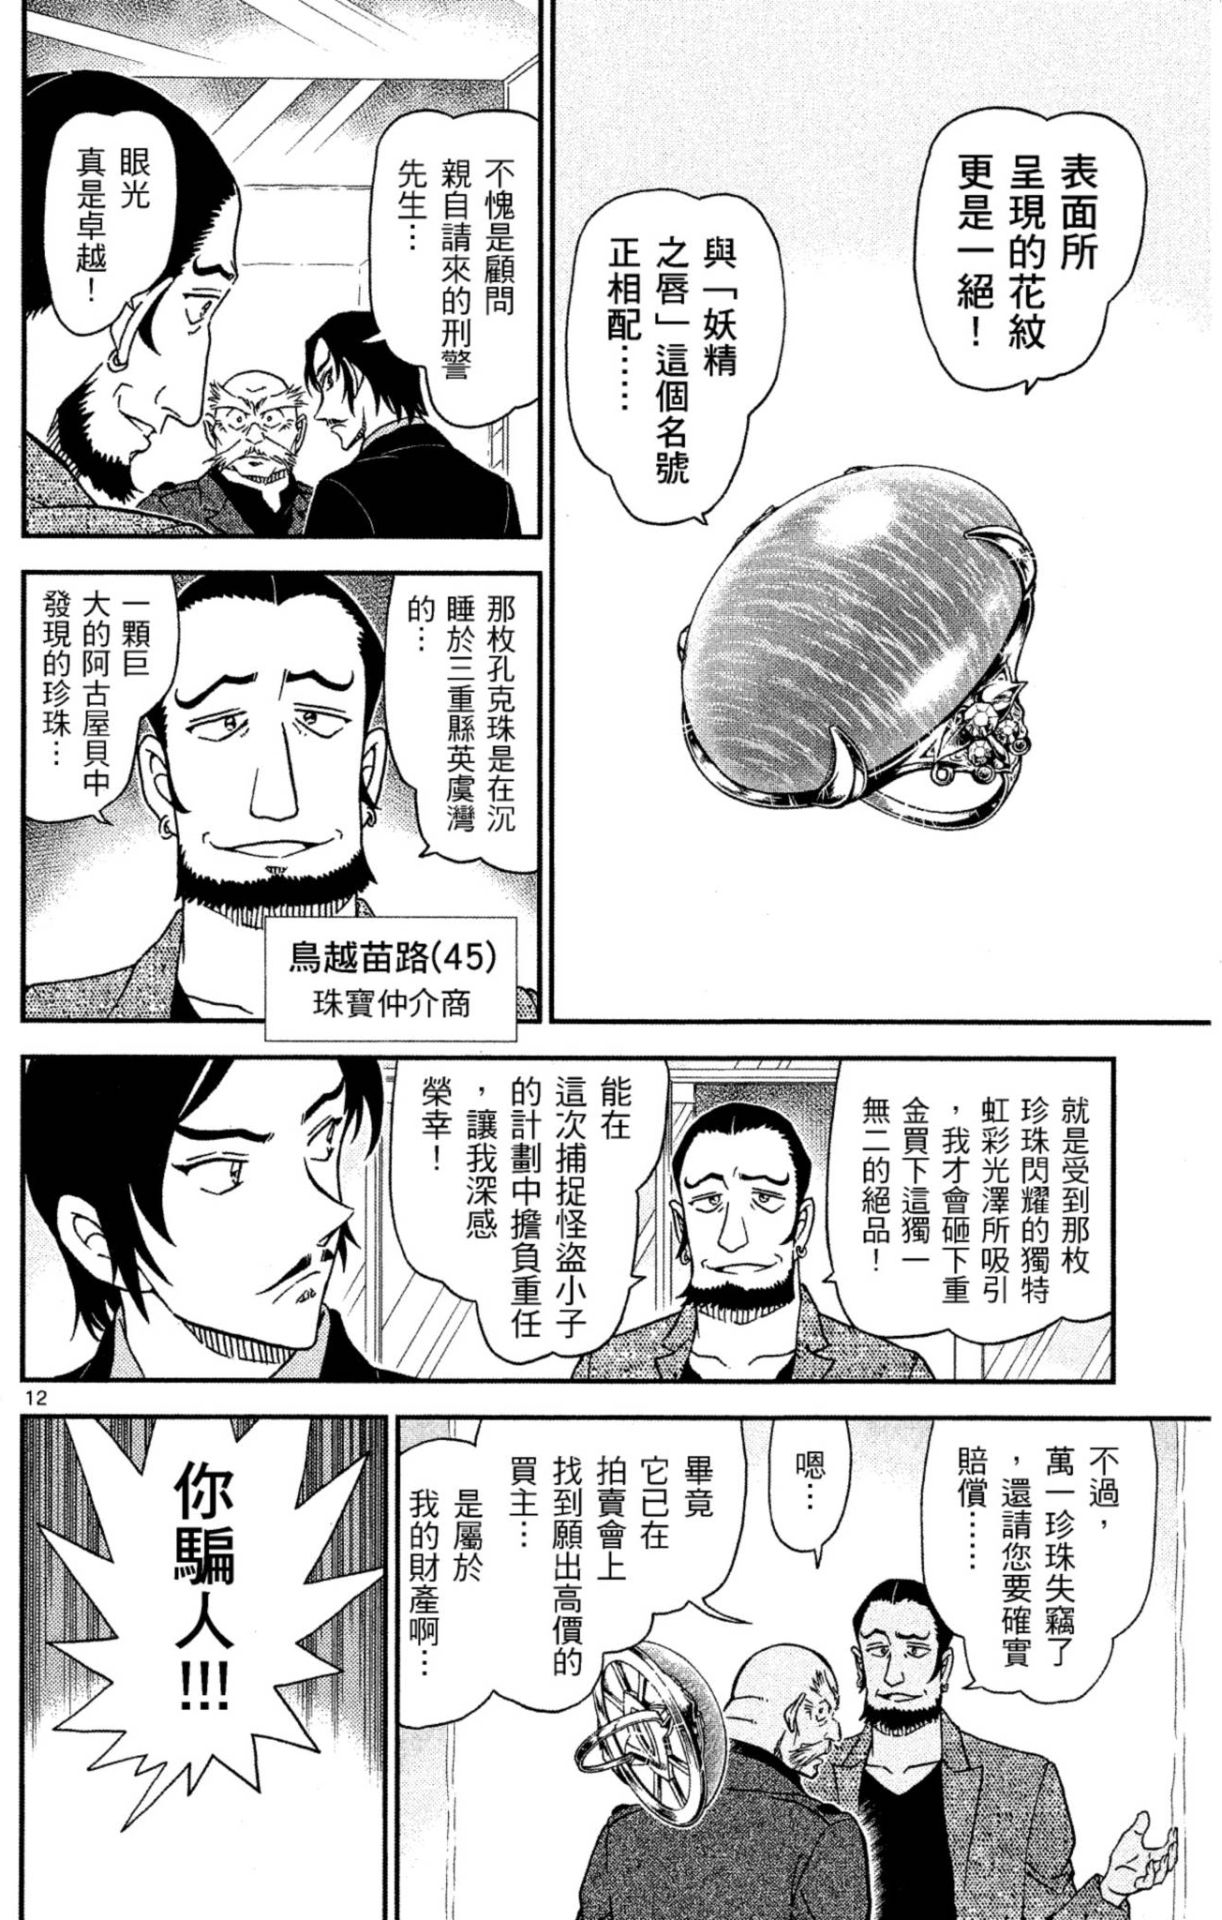 表面所
呈現的花紋
更是一絕！
與「妖精
之唇」這個名號
正相配……
不愧是顧問
親自請來的刑警
先生…
眼光
真是卓越！
那枚孔克珠是在沉
睡於三重縣英虞灣
的…
一顆巨
大的阿古屋貝中
發現的珍珠…
鳥越苗路(45)
珠寶仲介商
就是受到那枚
珍珠閃耀的獨特
虹彩光澤所吸引
，我才會砸下重
金買下這獨一
無二的絕品！
能在
這次捕捉怪盜小子
的計劃中擔負重任
，讓我深感
榮幸！
12
不過，
萬一珍珠失竊了
，還請您要確實
賠償……
嗯…
畢竟
它已在
拍賣會上
找到願出高價的
買主…
是屬於
我的財產啊…
你騙人!!!